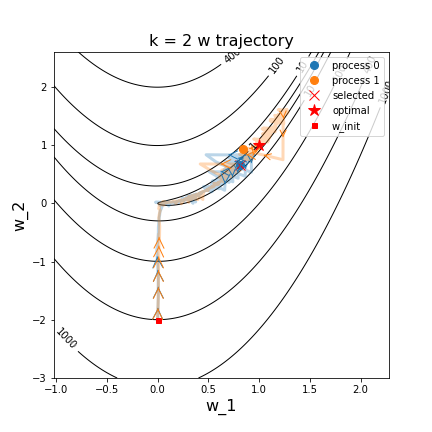 k = 2 w trajectory
400
100
10
process 0
process 1
selected
optimal
w_init
1000
2
1
0
−1
−2
−3
w_2
1000
−1.0
−0.5
0.0
0.5
1.0
1.5
2.0
w_1